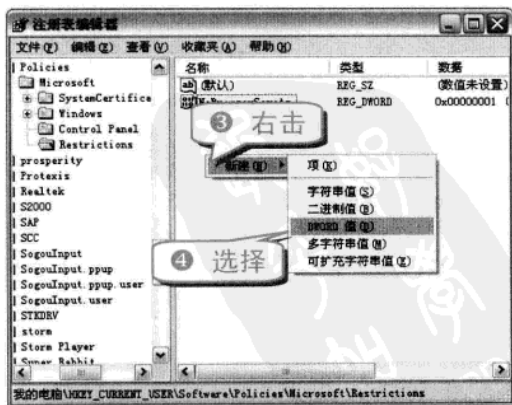 注册表编辑器
文件(F) 编辑(E) 查看(V) 收藏夹(A) 帮助(H)
Policies
Microsoft
SystemCertifice
Windows
Control Panel
Restrictions
prosperity
Protexis
Realtek
S2000
SAP
SCC
SogouInput
SogouInput.ppup
SogouInput.ppup.user
SogouInput.user
STKDRV
storm
Storm Player
Super Rabbit
名称 类型 数据
(默认) REG_SZ (数值未设置)
REG_DWORD 0x00000001 (
3 右击
新建(N)
项(K)
字符串值(S)
二进制值(B)
DWORD 值(D)
多字符串值(M)
可扩充字符串值(E)
4 选择
我的电脑\HKEY_CURRENT_USER\Software\Policies\Microsoft\Restrictions